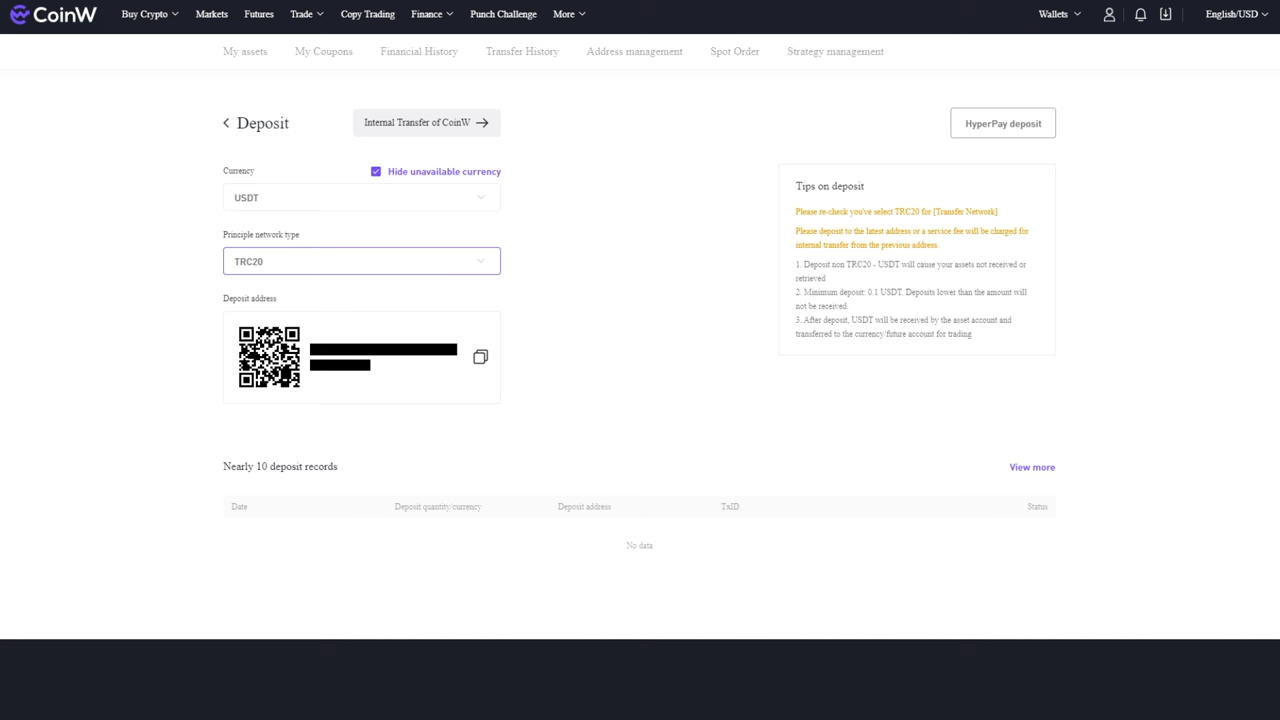 CoinW Buy Crypto Markets Futures Trade Copy Trading Finance Punch Challenge More Wallets English/USD
My assets My Coupons Financial History Transfer History Address management Spot Order Strategy management
Deposit Internal Transfer of CoinW HyperPay deposit
Currency Hide unavailable currency
USDT
Principle network type
TRC20
Deposit address
Tips on deposit
Please re-check you've select TRC20 for [Transfer Network]
Please deposit to the latest address or a service fee will be charged for
internal transfer from the previous address.
1. Deposit non TRC20 - USDT will cause your assets not received or
retrieved
2. Minimum deposit: 0.1 USDT. Deposits lower than the amount will
not be received.
3. After deposit, USDT will be received by the asset account and
transferred to the currency/future account for trading
Nearly 10 deposit records View more
Date Deposit quantity/currency Deposit address TxID Status
No data